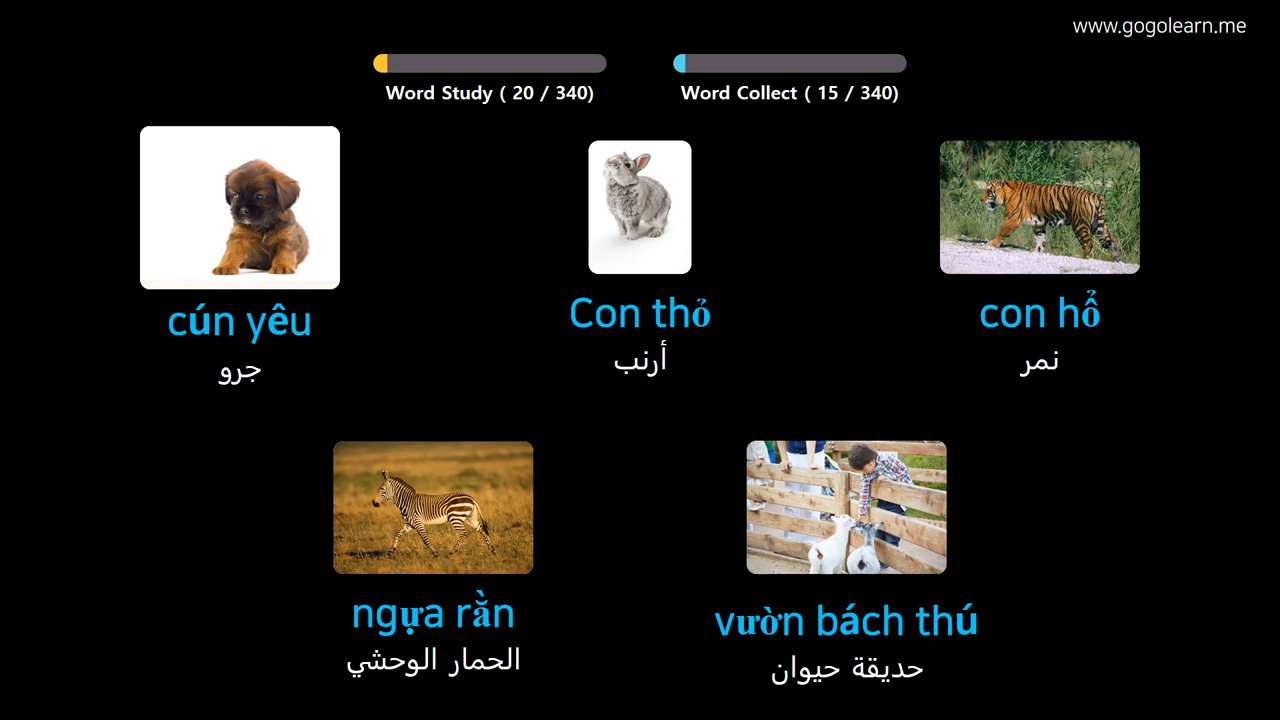 www.gogolearn.me
Word Study ( 20 / 340)
Word Collect ( 15 / 340)
cún yêu
جرو
Con thỏ
أرنب
con hổ
نمر
ngựa rằn
الحمار الوحشي
vườn bách thú
حديقة حيوان